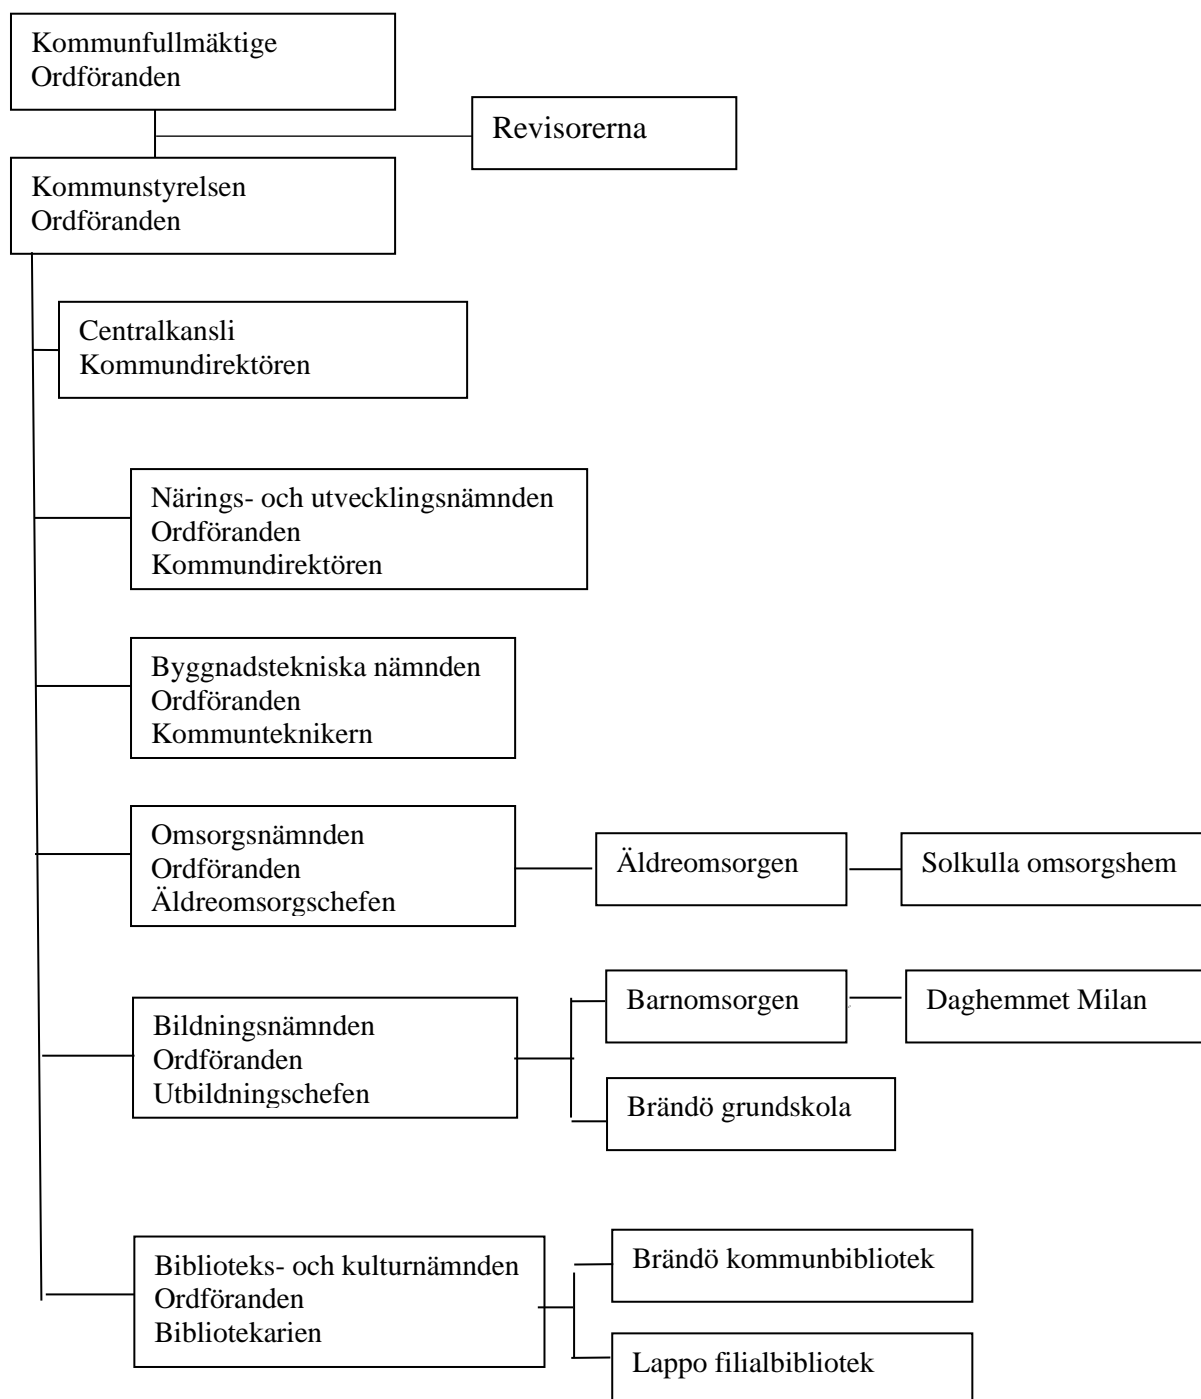 Kommunfullmäktige
Ordföranden
Revisorerna
Kommunstyrelsen
Ordföranden
Centralkansli
Kommundirektören
Närings- och utvecklingsnämnden
Ordföranden
Kommundirektören
Byggnadstekniska nämnden
Ordföranden
Kommunteknikern
Omsorgsnämnden
Ordföranden
Äldreomsorgschefen
Äldreomsorgen
Solkulla omsorgshem
Bildningsnämnden
Ordföranden
Utbildningschefen
Barnomsorgen
Daghemmet Milan
Brändö grundskola
Biblioteks- och kulturnämnden
Ordföranden
Bibliotekarien
Brändö kommunbibliotek
Lappo filialbibliotek